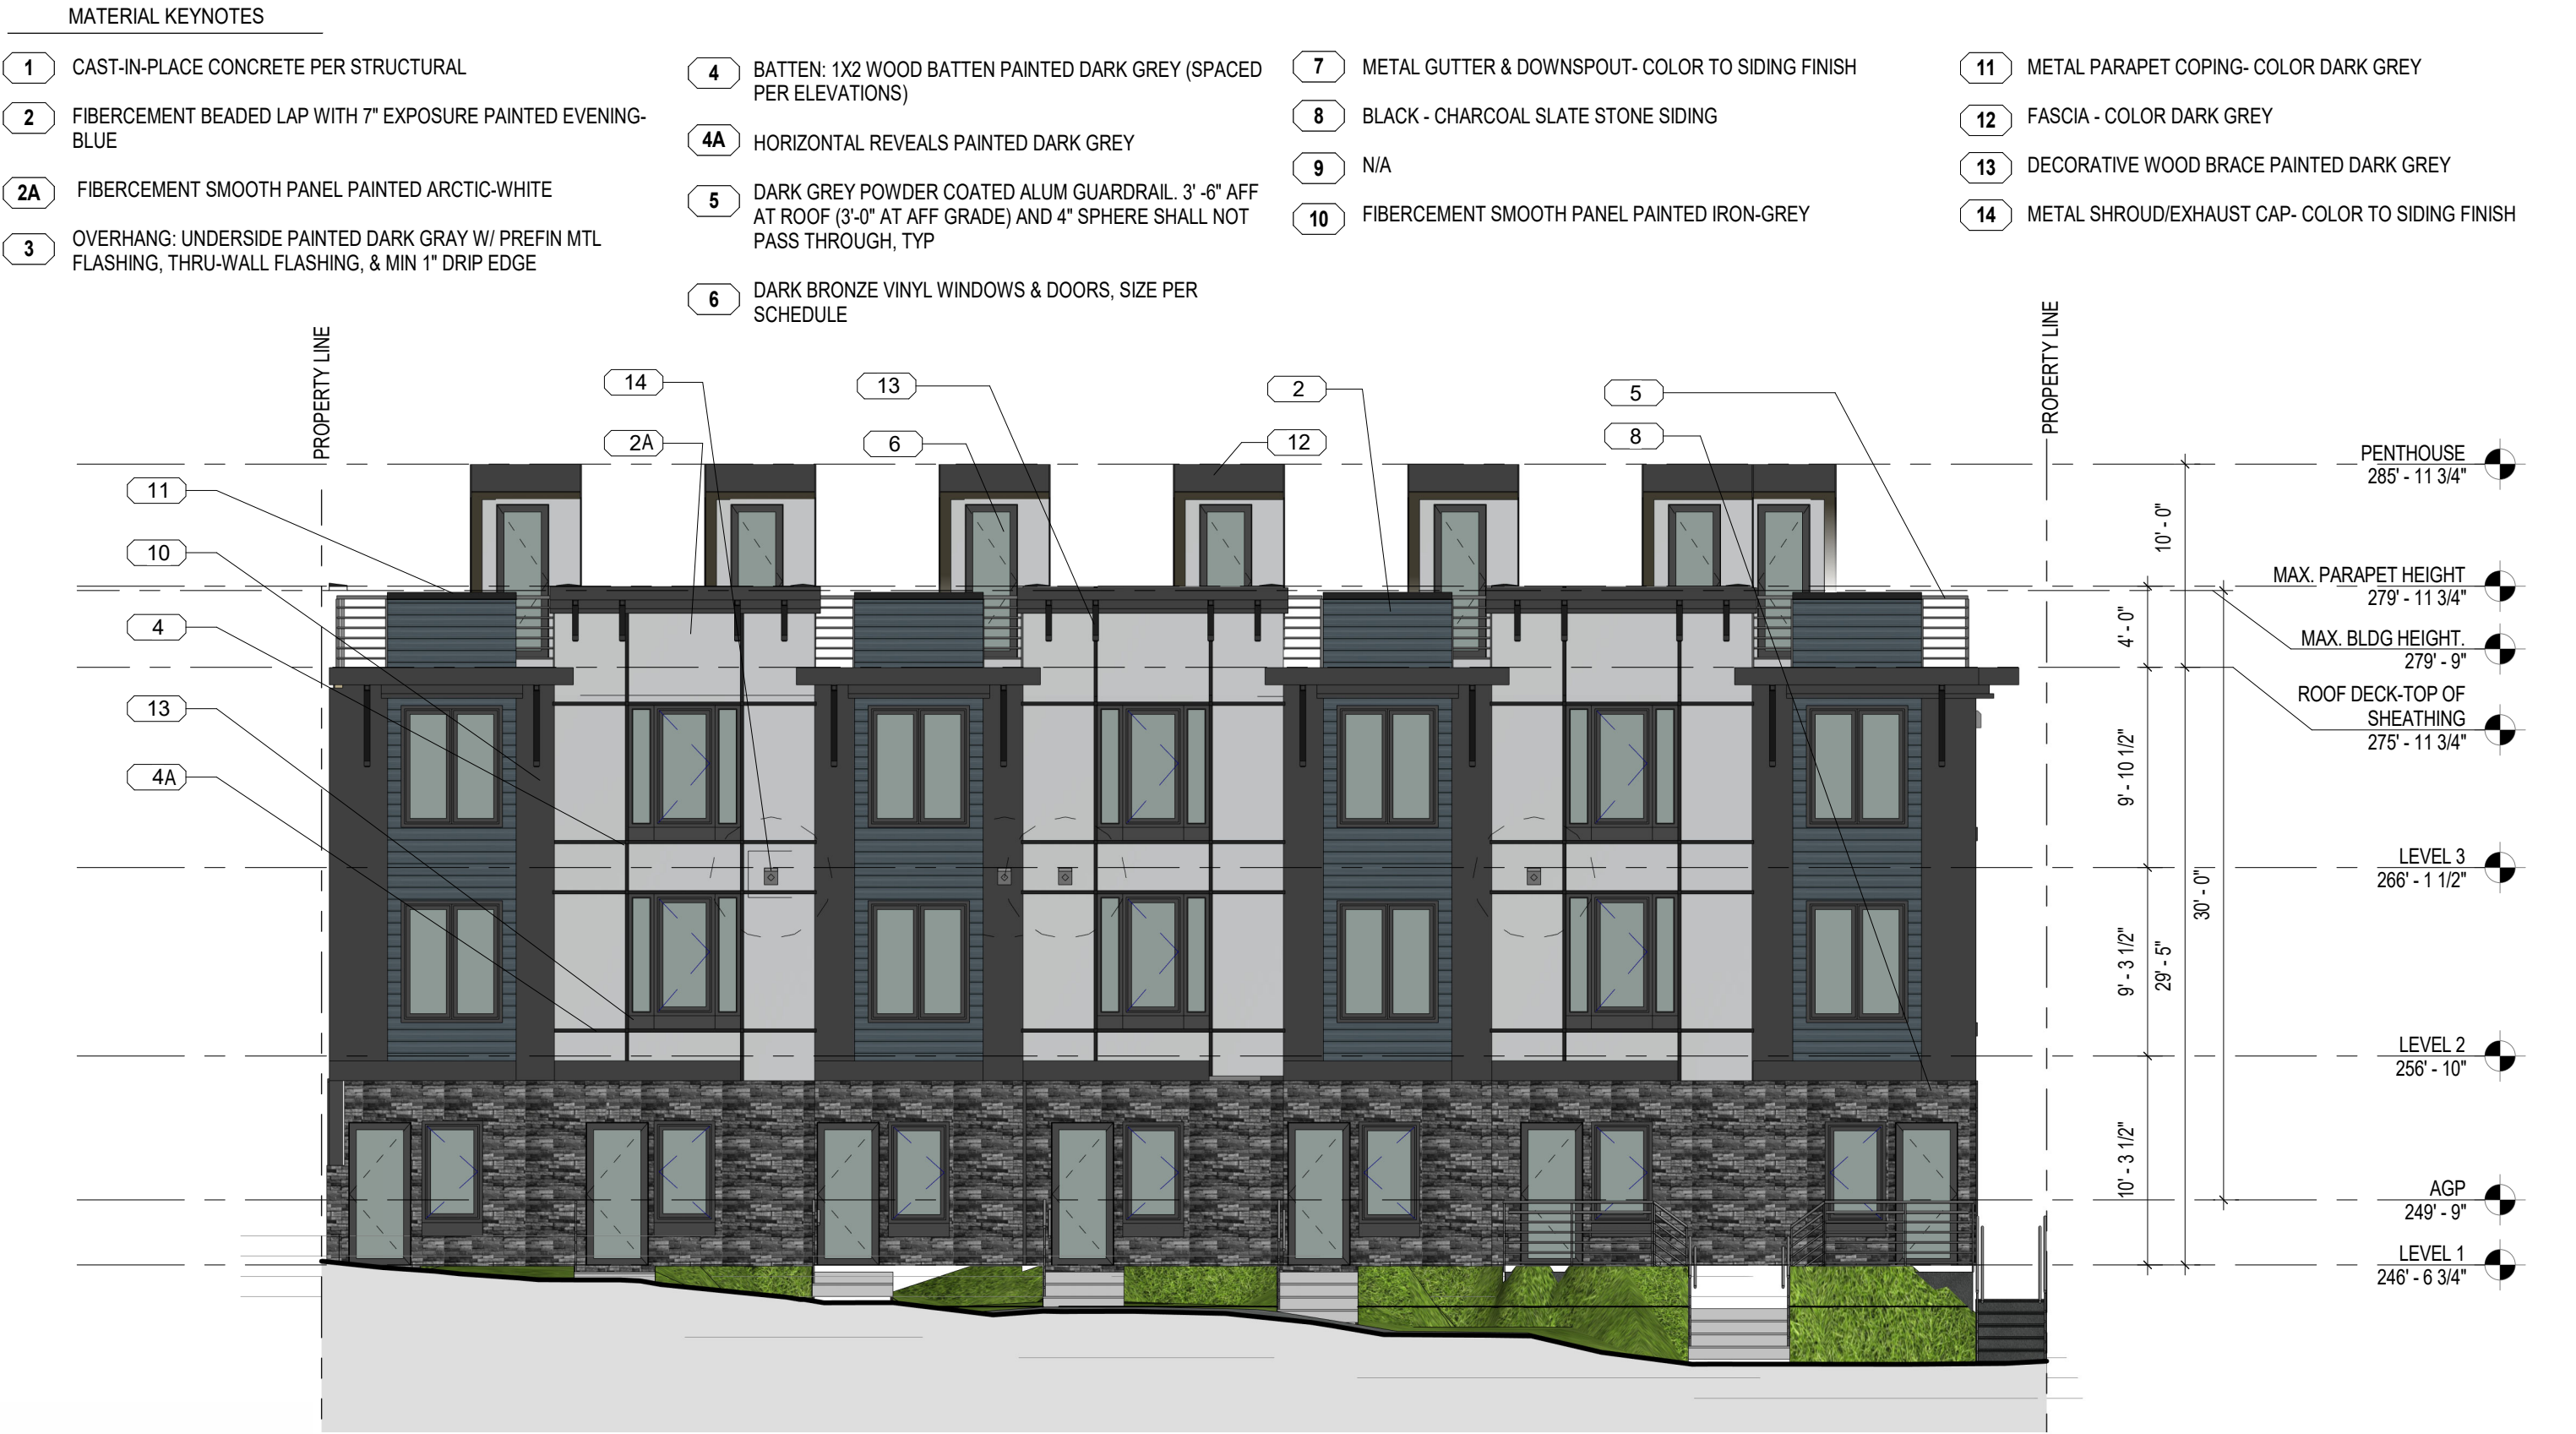 MATERIAL KEYNOTES
1 CAST-IN-PLACE CONCRETE PER STRUCTURAL
2 FIBERCEMENT BEADED LAP WITH 7" EXPOSURE PAINTED EVENING-
BLUE
2A FIBERCEMENT SMOOTH PANEL PAINTED ARCTIC-WHITE
3 OVERHANG: UNDERSIDE PAINTED DARK GRAY W/ PREFIN MTL
FLASHING, THRU-WALL FLASHING, & MIN 1" DRIP EDGE
4 BATTEN: 1X2 WOOD BATTEN PAINTED DARK GREY (SPACED
PER ELEVATIONS)
4A HORIZONTAL REVEALS PAINTED DARK GREY
5 DARK GREY POWDER COATED ALUM GUARDRAIL. 3' -6" AFF
AT ROOF (3'-0" AT AFF GRADE) AND 4" SPHERE SHALL NOT
PASS THROUGH, TYP
6 DARK BRONZE VINYL WINDOWS & DOORS, SIZE PER
SCHEDULE
7 METAL GUTTER & DOWNSPOUT- COLOR TO SIDING FINISH
8 BLACK - CHARCOAL SLATE STONE SIDING
9 N/A
10 FIBERCEMENT SMOOTH PANEL PAINTED IRON-GREY
11 METAL PARAPET COPING- COLOR DARK GREY
12 FASCIA - COLOR DARK GREY
13 DECORATIVE WOOD BRACE PAINTED DARK GREY
14 METAL SHROUD/EXHAUST CAP- COLOR TO SIDING FINISH
PROPERTY LINE
PROPERTY LINE
14
13
2
5
2A
6
12
8
11
10
4
13
4A
PENTHOUSE
285' - 11 3/4"
MAX. PARAPET HEIGHT
279' - 11 3/4"
MAX. BLDG HEIGHT.
279' - 9"
ROOF DECK-TOP OF
SHEATHING
275' - 11 3/4"
LEVEL 3
266' - 1 1/2"
LEVEL 2
256' - 10"
AGP
249' - 9"
LEVEL 1
246' - 6 3/4"
10' - 0"
4' - 0"
9' - 10 1/2"
9' - 3 1/2"
10' - 3 1/2"
29' - 5"
30' - 0"